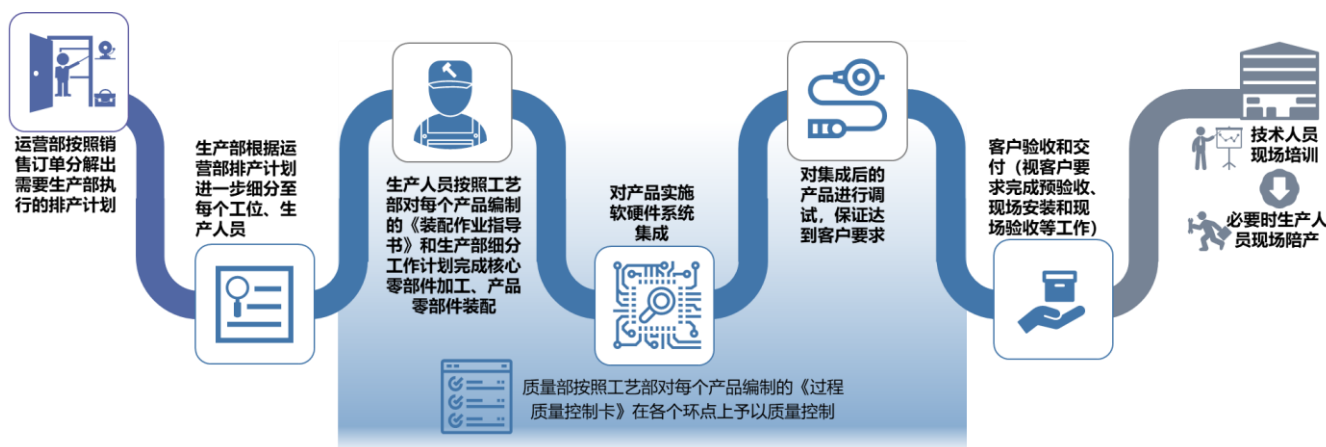 运营部按照销
售订单分解出
需要生产部执
行的排产计划
生产部根据运
营部排产计划
进一步细分至
每个工位、生
产人员
生产人员按照工艺
部对每个产品编制
的《装配作业指导
书》和生产部细分
工作计划完成核心
零部件加工、产品
零部件装配
对产品实施
软硬件系统
集成
对集成后的
产品进行调
试，保证达
到客户要求
客户验收和交
付（视客户要
求完成预验收、
现场安装和现
场验收等工作）
技术人员
现场培训
必要时生产人
员现场陪产
质量部按照工艺部对每个产品编制的《过程
质量控制卡》在各个环点上予以质量控制